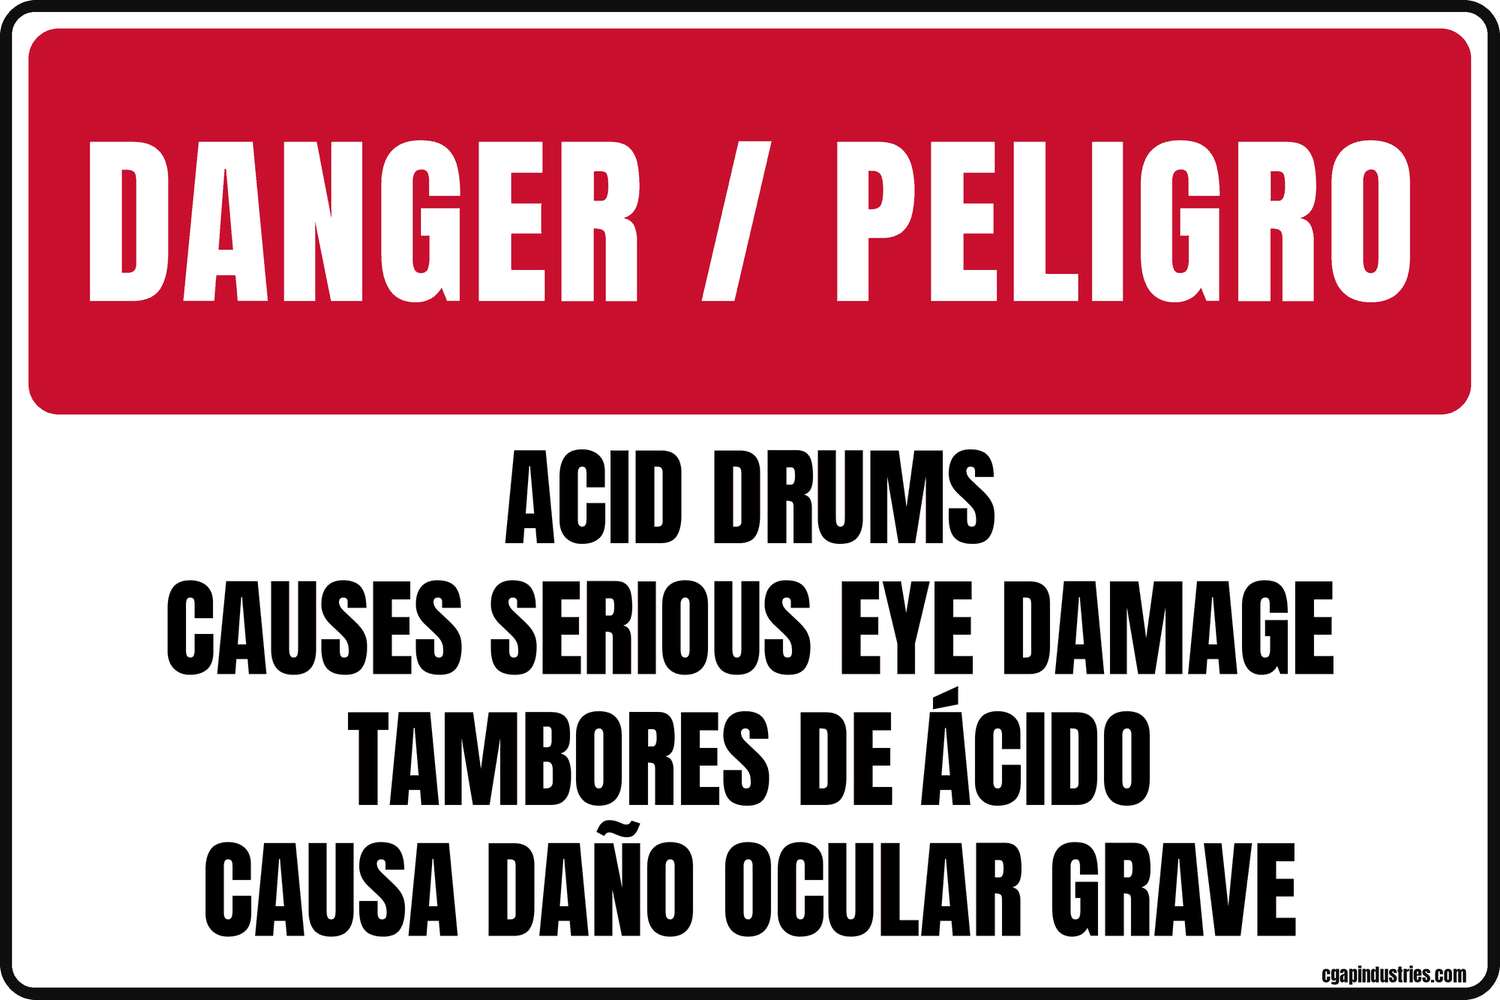 DANGER / PELIGRO
ACID DRUMS
CAUSES SERIOUS EYE DAMAGE
TAMBORES DE ÁCIDO
CAUSA DAÑO OCULAR GRAVE
cgapindustries.com